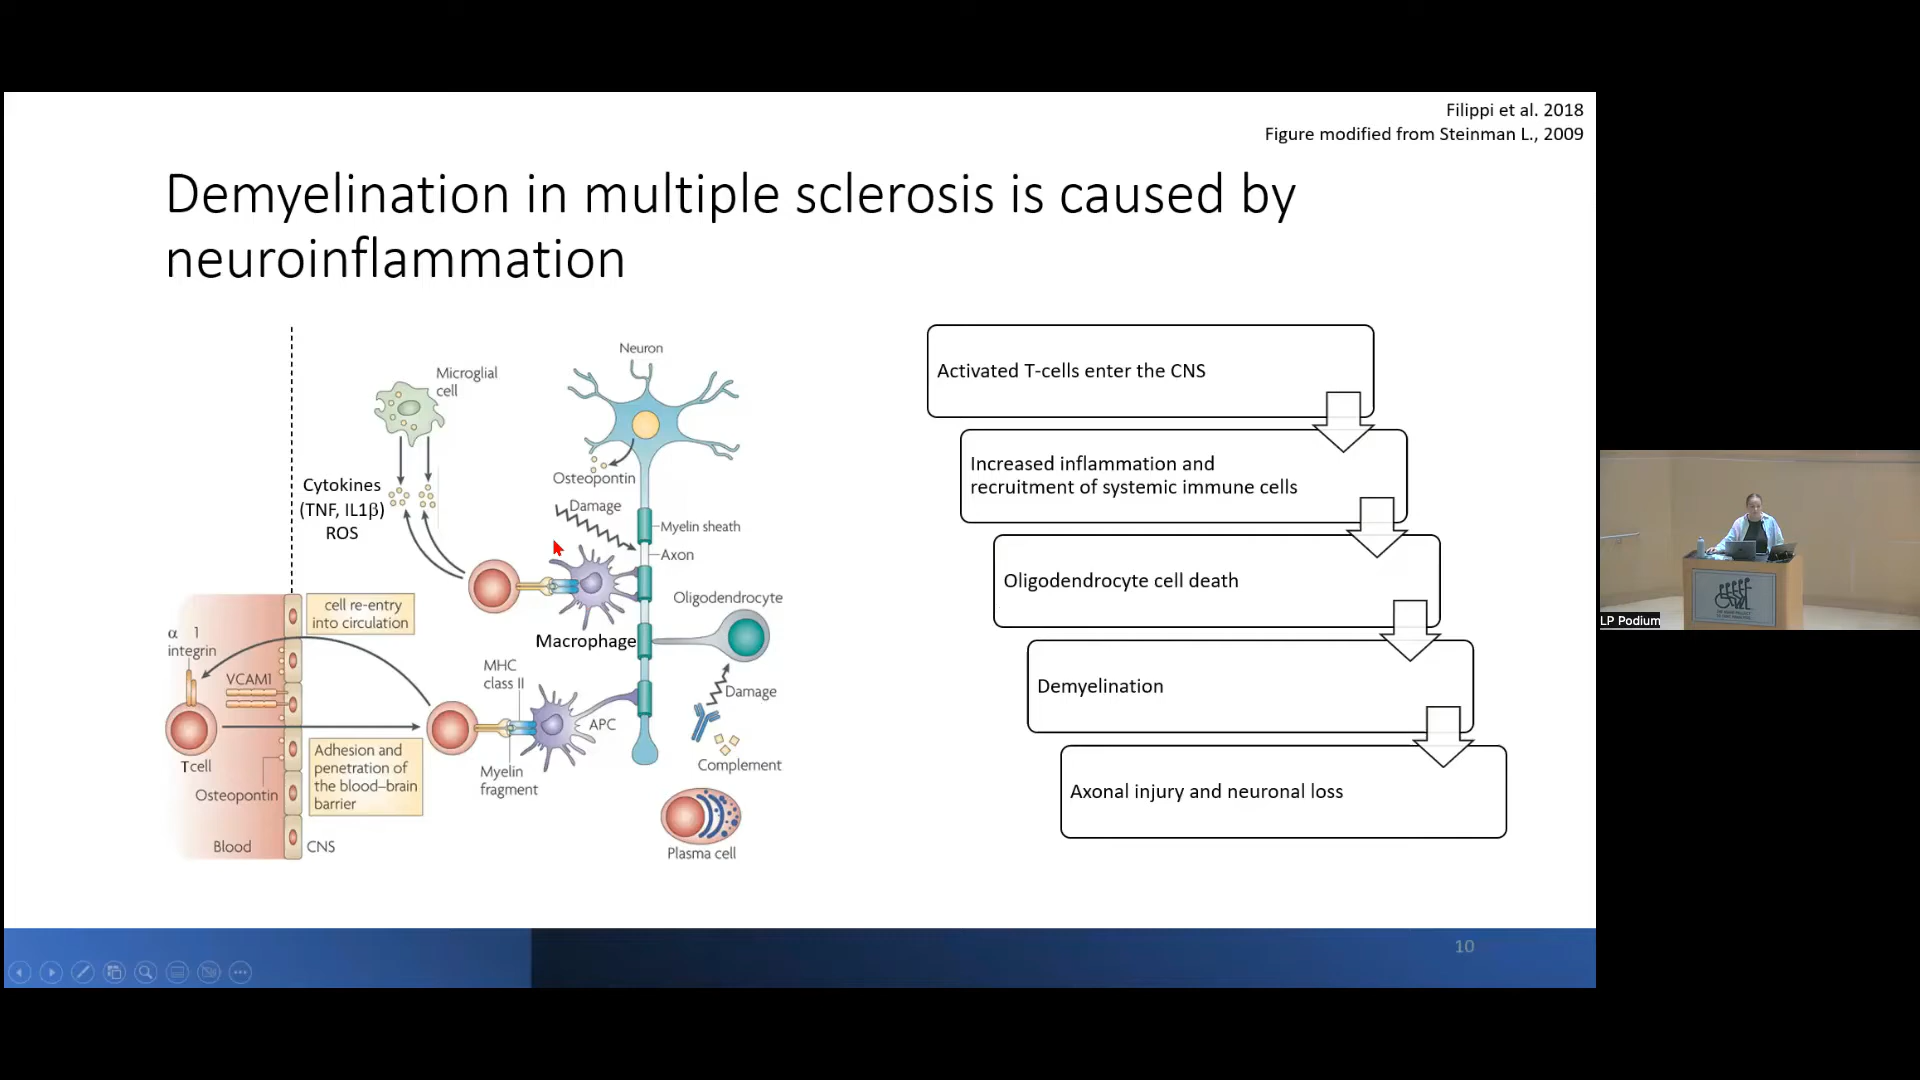 Filippi et al. 2018
Figure modified from Steinman L., 2009
Demyelination in multiple sclerosis is caused by
neuroinflammation
Neuron
Microglial
cell
Osteopontin
Cytokines
(TNF, IL1β)
ROS
Damage
Myelin sheath
Axon
Oligodendrocyte
cell re-entry
into circulation
Macrophage
α 1
integrin
VCAM1
MHC
class II
Damage
APC
T cell
Adhesion and
penetration of
the blood–brain
barrier
Myelin
fragment
Complement
Osteopontin
Blood
CNS
Plasma cell
Activated T-cells enter the CNS
Increased inflammation and
recruitment of systemic immune cells
Oligodendrocyte cell death
Demyelination
Axonal injury and neuronal loss
10
LP Podium